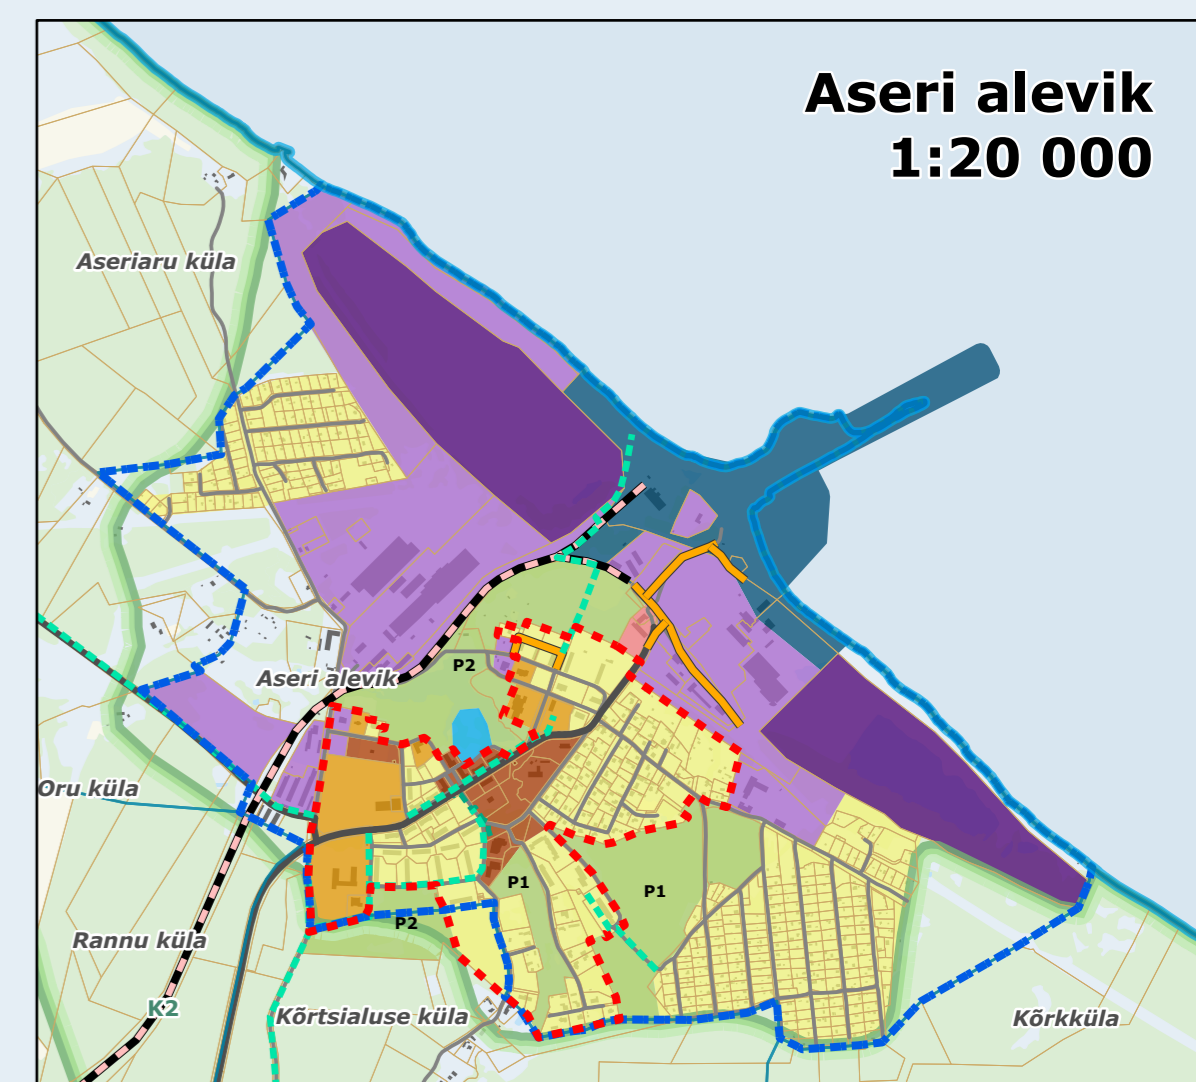 Aseri alevik
1:20 000
Aseriaru küla
P2
Aseri alevik
Oru küla
P1
P1
P2
Rannu küla
K2
Kõrtsialuse küla
Kõrkküla